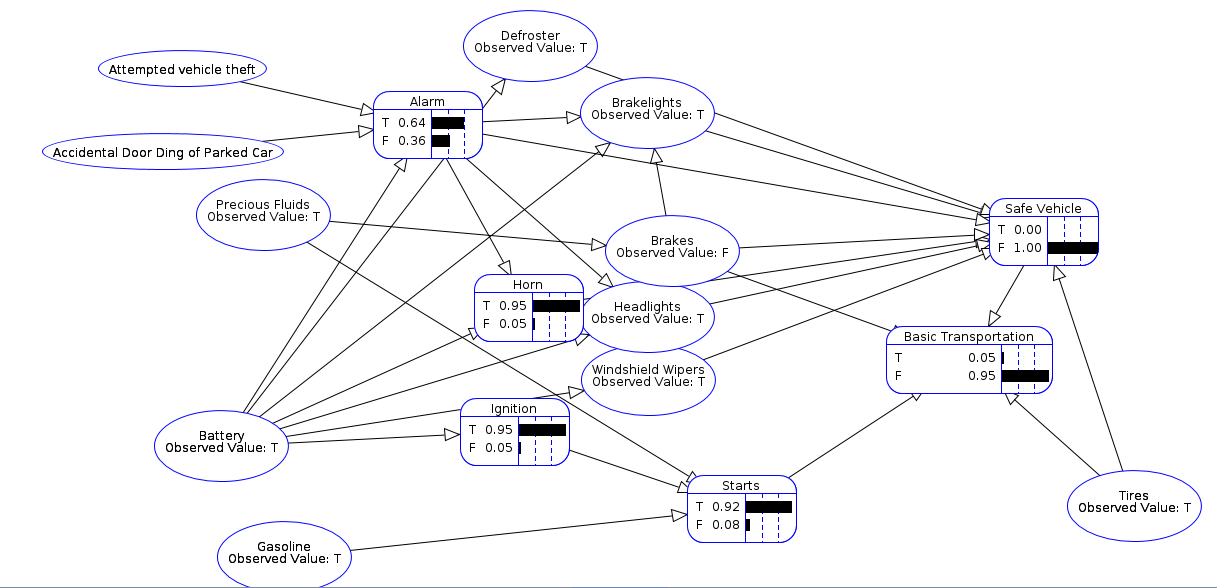 Defroster
Observed Value: T
Attempted vehicle theft
Alarm
T 0.64
F 0.36
Brakelights
Observed Value: T
Accidental Door Ding of Parked Car
Precious Fluids
Observed Value: T
Safe Vehicle
T 0.00
F 1.00
Brakes
Observed Value: F
Horn
T 0.95
F 0.05
Headlights
Observed Value: T
Basic Transportation
T 0.05
F 0.95
Windshield Wipers
Observed Value: T
Ignition
T 0.95
F 0.05
Battery
Observed Value: T
Starts
T 0.92
F 0.08
Tires
Observed Value: T
Gasoline
Observed Value: T